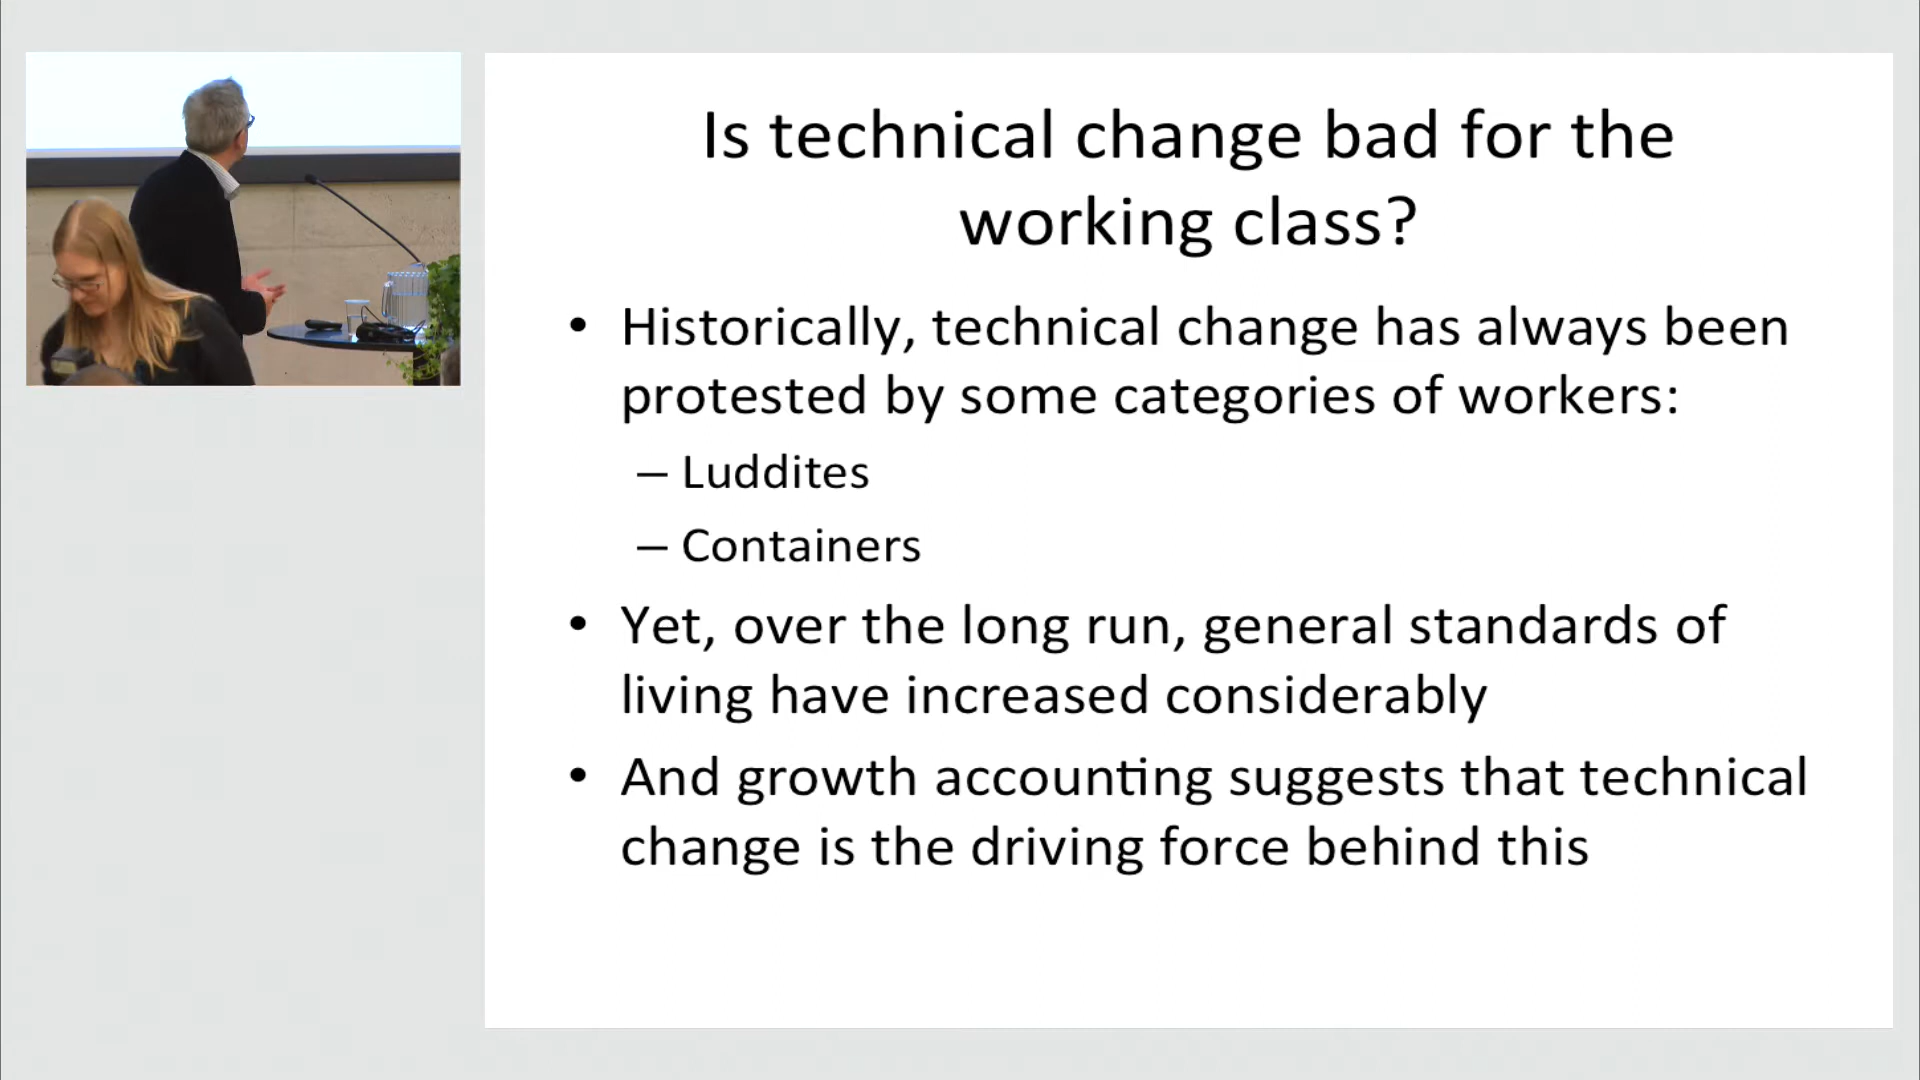 Is technical change bad for the
working class?
• Historically, technical change has always been
protested by some categories of workers:
– Luddites
– Containers
• Yet, over the long run, general standards of
living have increased considerably
• And growth accounting suggests that technical
change is the driving force behind this